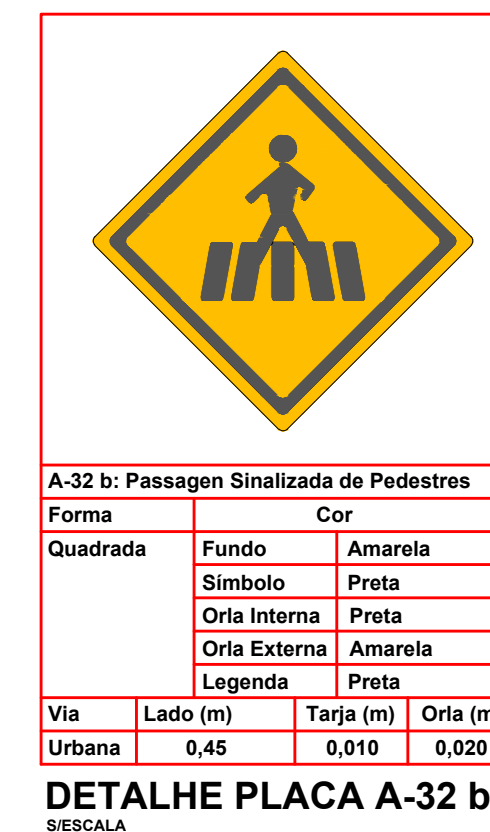 A-32 b: Passagen Sinalizada de Pedestres
Forma Cor
Quadrada Fundo Amarela
Símbolo Preta
Orla Interna Preta
Orla Externa Amarela
Legenda Preta
Via Lado (m) Tarja (m) Orla (m
Urbana 0,45 0,010 0,020
DETALHE PLACA A-32 b
S/ESCALA